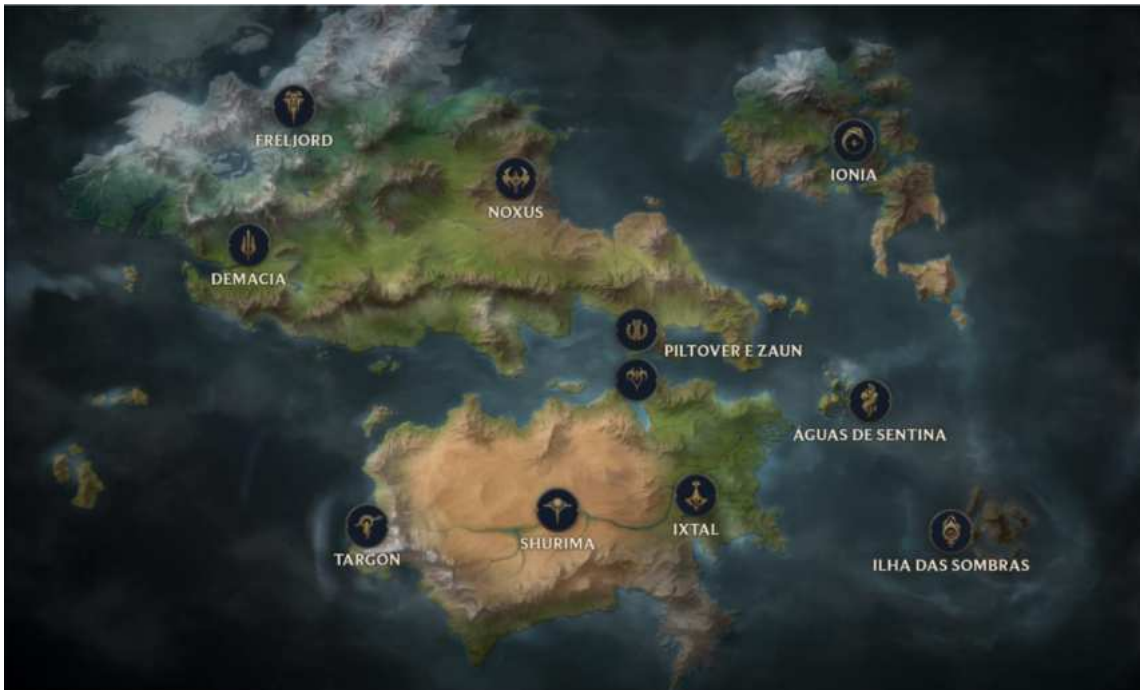 FRELJORD
IONIA
NOXUS
DEMACIA
PILTOVER E ZAUN
ÁGUAS DE SENTINA
TARGON
SHURIMA
IXTAL
ILHA DAS SOMBRAS